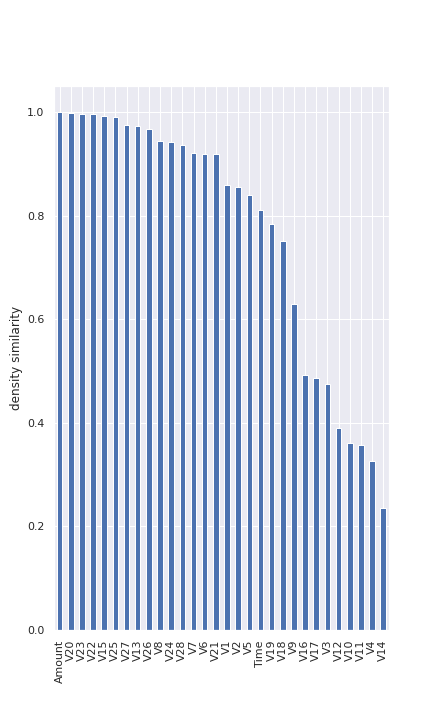 density similarity
1.0
0.8
0.6
0.4
0.2
0.0
Amount
V20
V23
V22
V15
V25
V27
V13
V26
V8
V24
V28
V7
V6
V21
V1
V2
V5
Time
V19
V18
V9
V16
V17
V3
V12
V10
V11
V4
V14